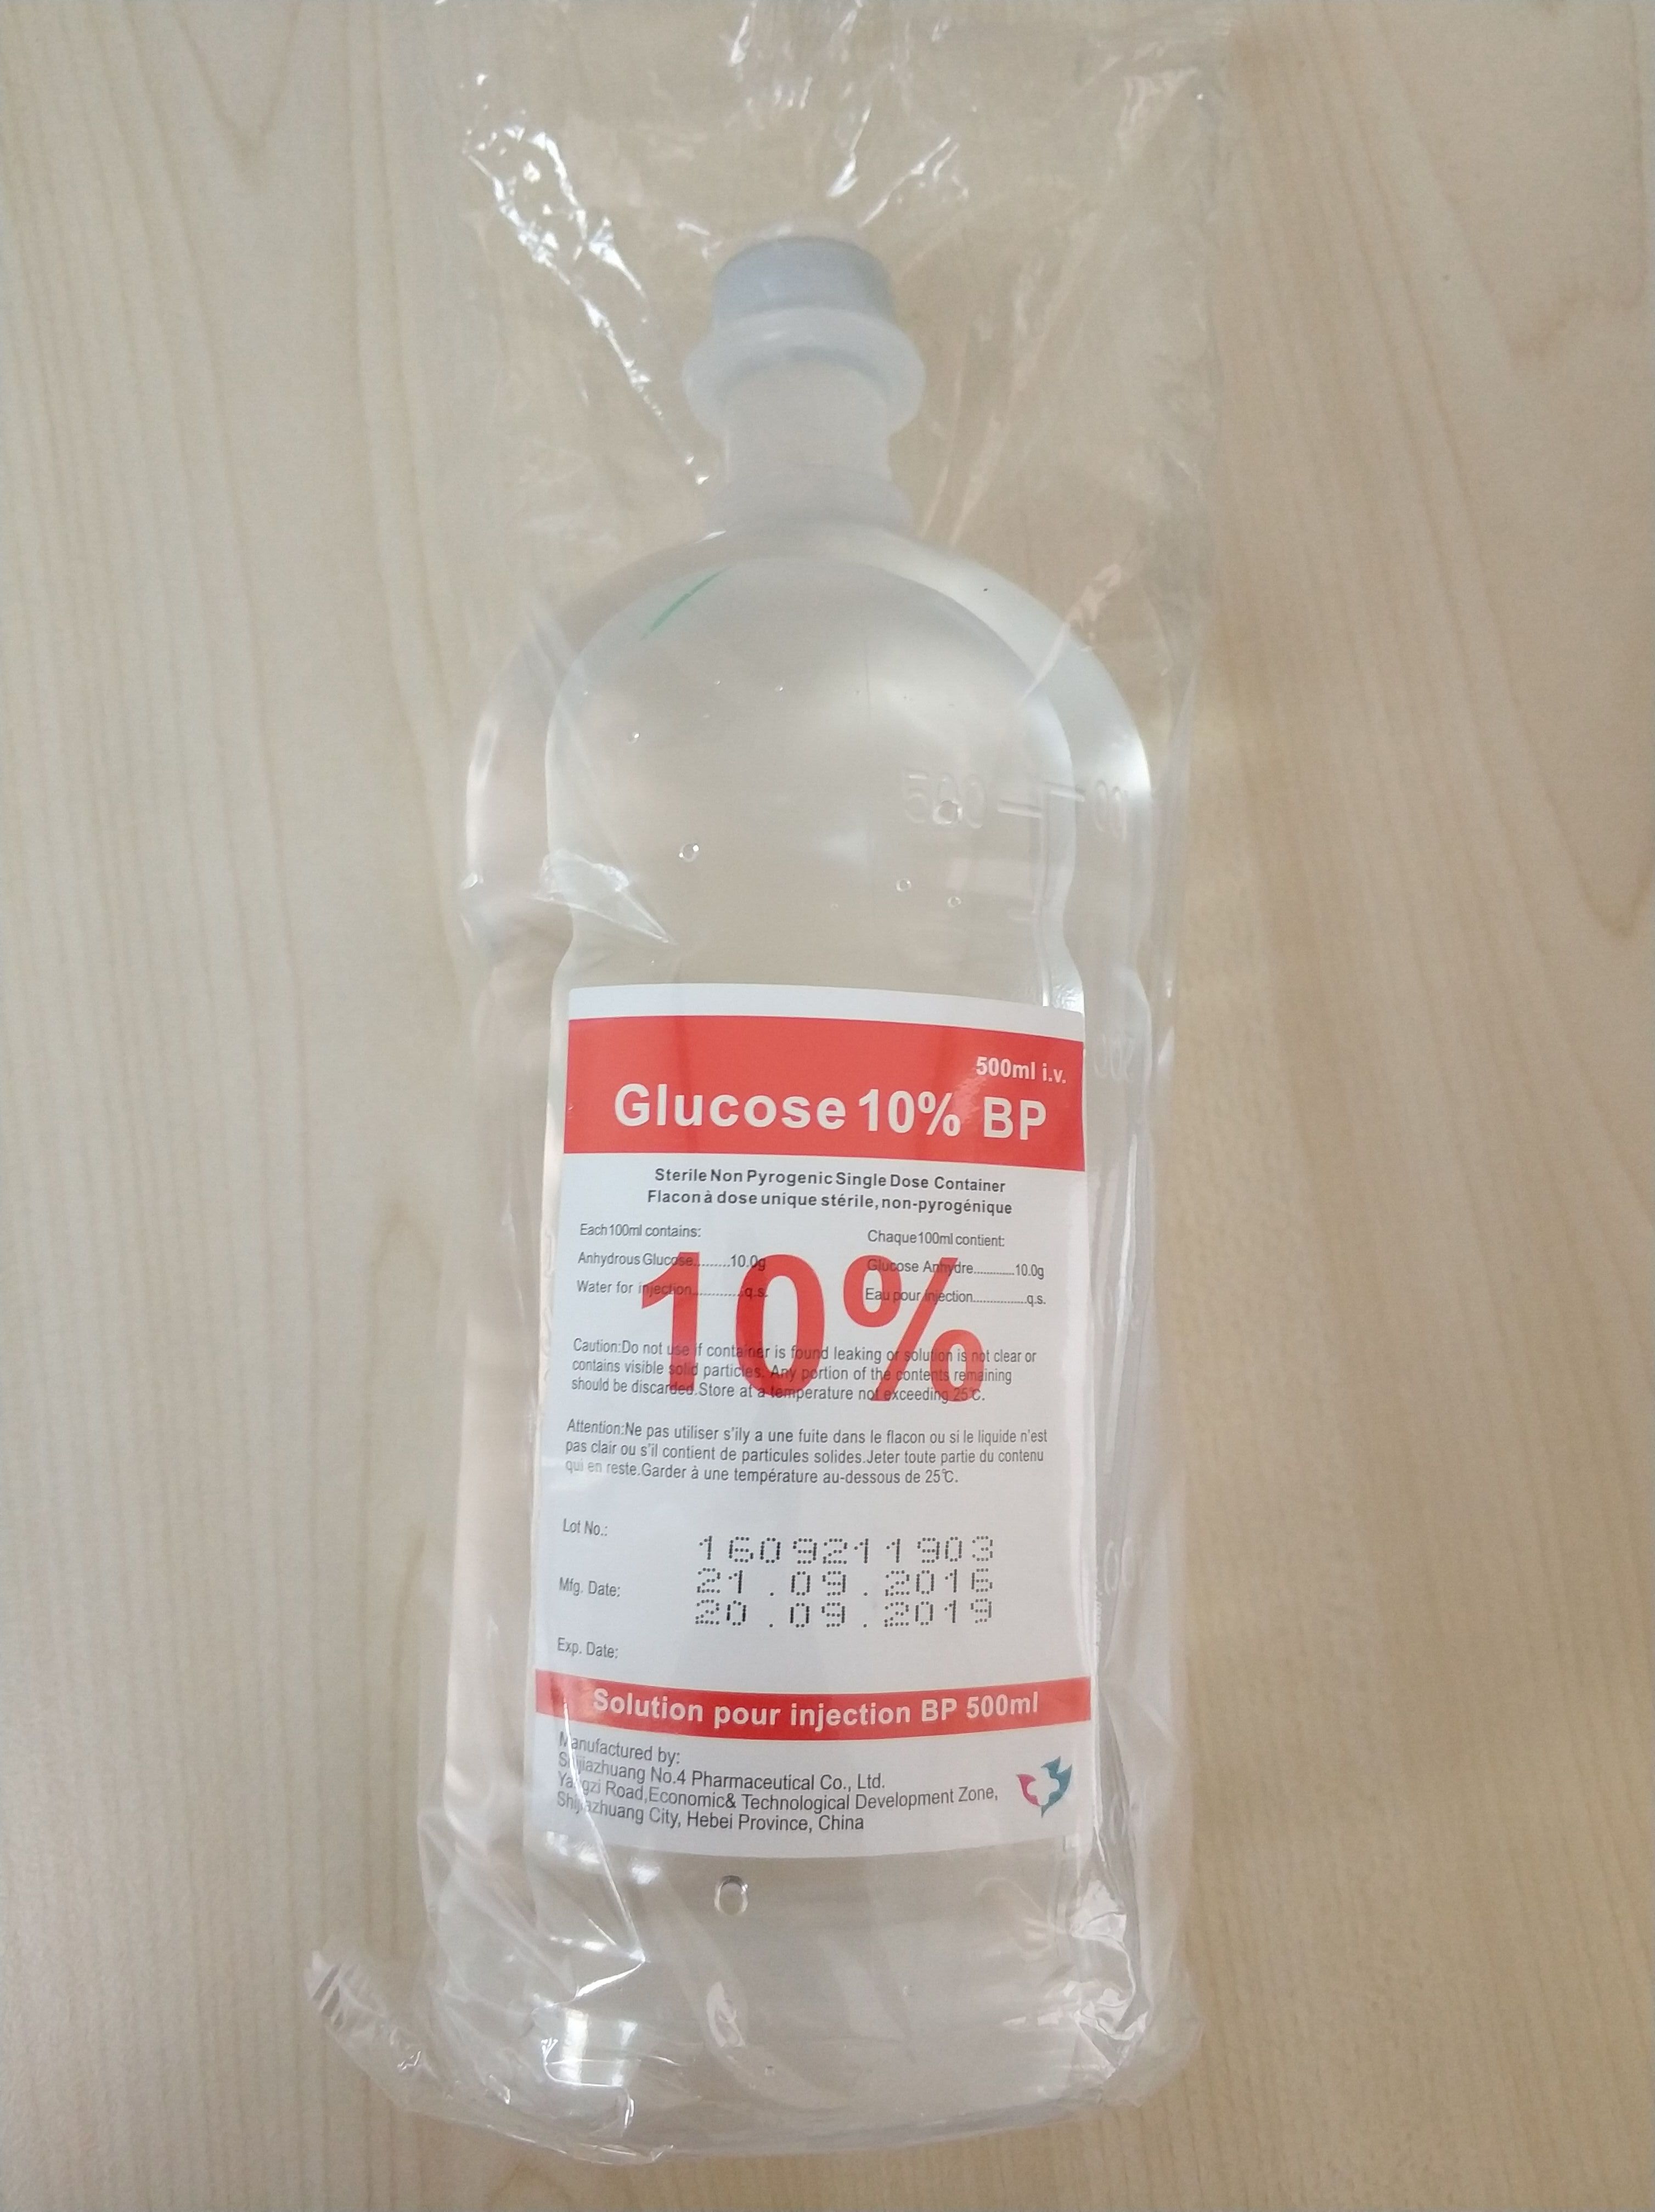 500
500ml i.v.
Glucose 10% BP
Sterile Non Pyrogenic Single Dose Container
Flacon à dose unique stérile, non-pyrogénique
Each 100ml contains:
Anhydrous Glucose.........10.0g
Water for injection..............q.s.
Chaque 100ml contient:
Glucose Anhydre............10.0g
Eau pour injection................q.s.
10%
Caution:Do not use if container is found leaking or solution is not clear or
contains visible solid particles. Any portion of the contents remaining
should be discarded.Store at a temperature not exceeding 25℃.
Attention:Ne pas utiliser s'ily a une fuite dans le flacon ou si le liquide n'est
pas clair ou s'il contient de particules solides.Jeter toute partie du contenu
qui en reste.Garder à une température au-dessous de 25℃.
Lot No.: 1609211903
Mfg. Date: 21.09.2016
20.09.2019
Exp. Date:
Solution pour injection BP 500ml
Manufactured by:
Shijiazhuang No.4 Pharmaceutical Co., Ltd.
Yangzi Road,Economic& Technological Development Zone,
Shijiazhuang City, Hebei Province, China